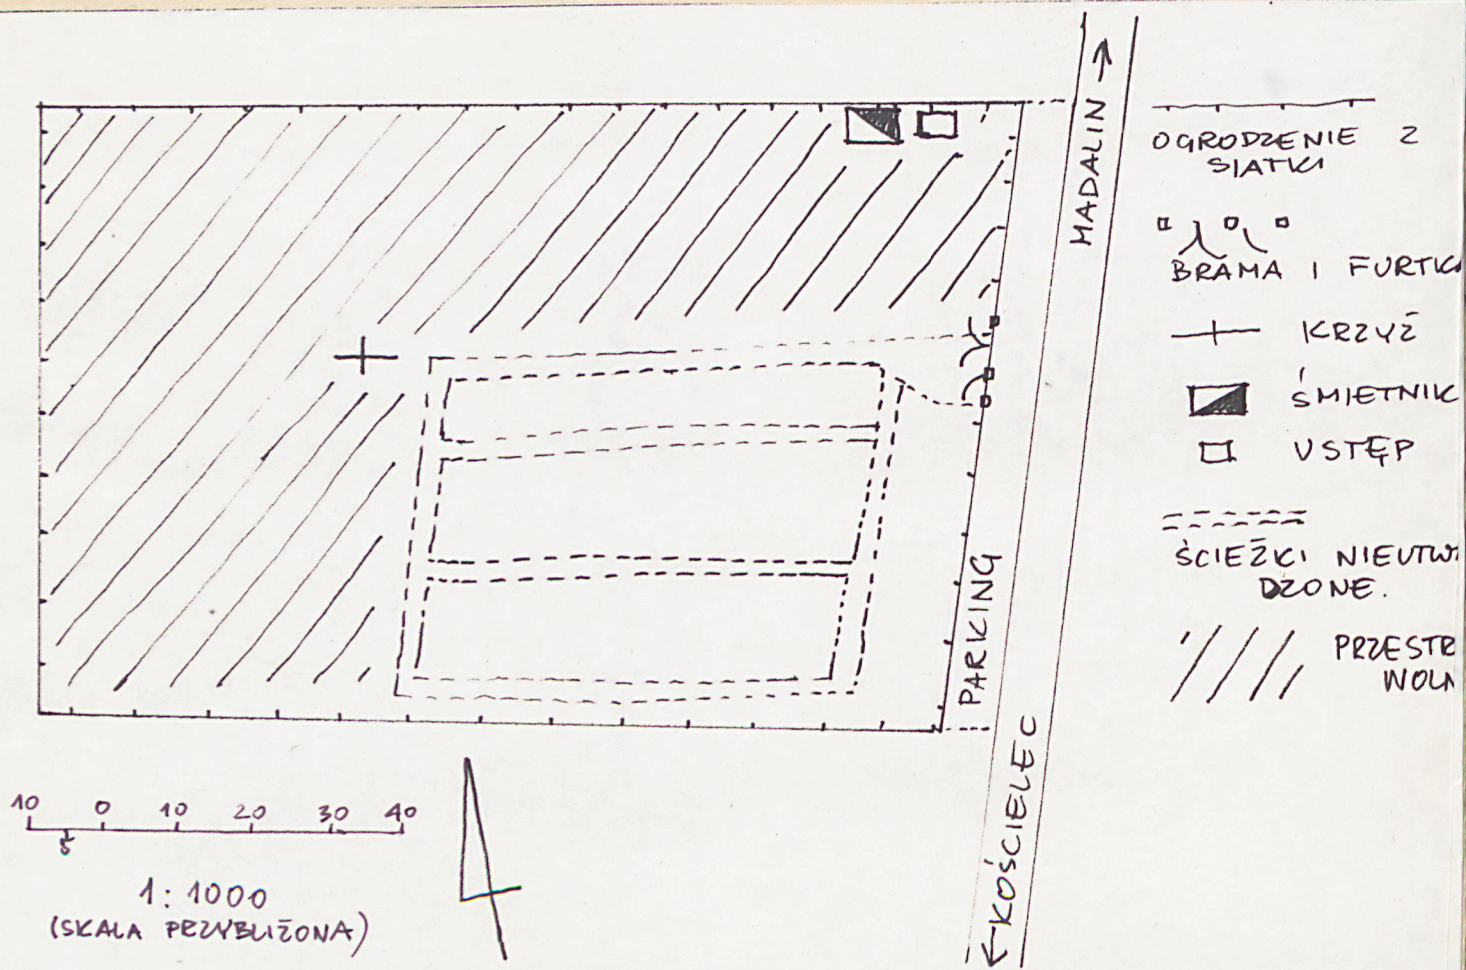 MADALIN →
OGRODZENIE Z
SIATKI
BRAMA I FURTK
KRZYŻ
ŚMIETNIK
USTĘP
ŚCIEŻKI NIEUTW
DZONE.
PRZESTR
WOLN
PARKING
← KOŚCIELEC
10 0 10 20 30 40
5
1:1000
(SKALA PRZYBLIŻONA)